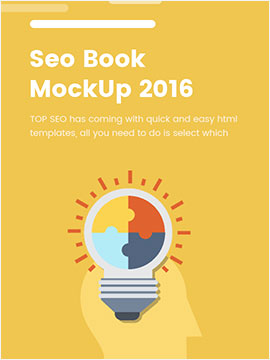 Seo Book
MockUp 2016
TOP SEO has coming with quick and easy html
templates, all you need to do is select which